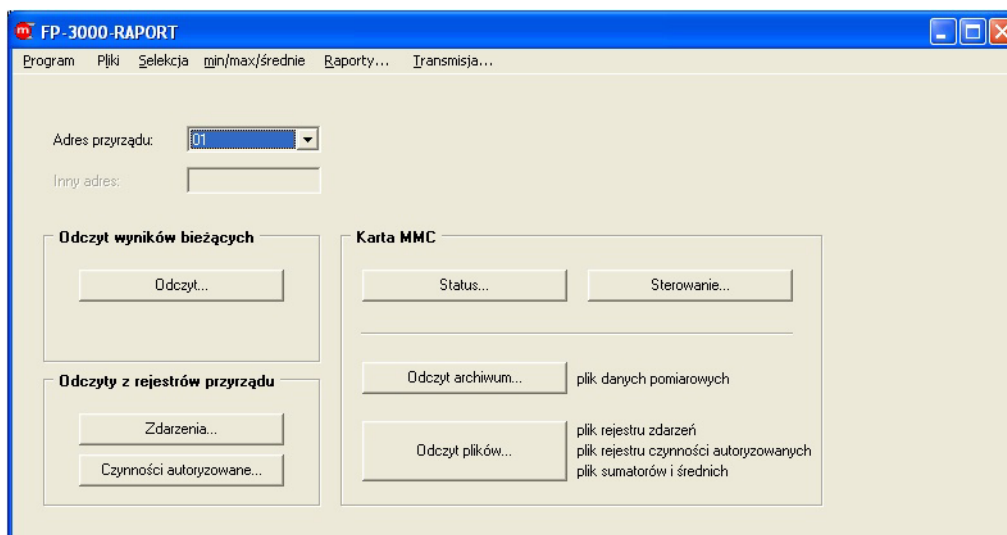 FP-3000-RAPORT
Program Pliki Selekcja min/max/średnie Raporty... Transmisja...
Adres przyrządu: 01
Inny adres:
Odczyt wyników bieżących
Odczyt...
Odczyty z rejestrów przyrządu
Zdarzenia...
Czynności autoryzowane...
Karta MMC
Status... Sterowanie...
Odczyt archiwum... plik danych pomiarowych
Odczyt plików...
plik rejestru zdarzeń
plik rejestru czynności autoryzowanych
plik sumatorów i średnich